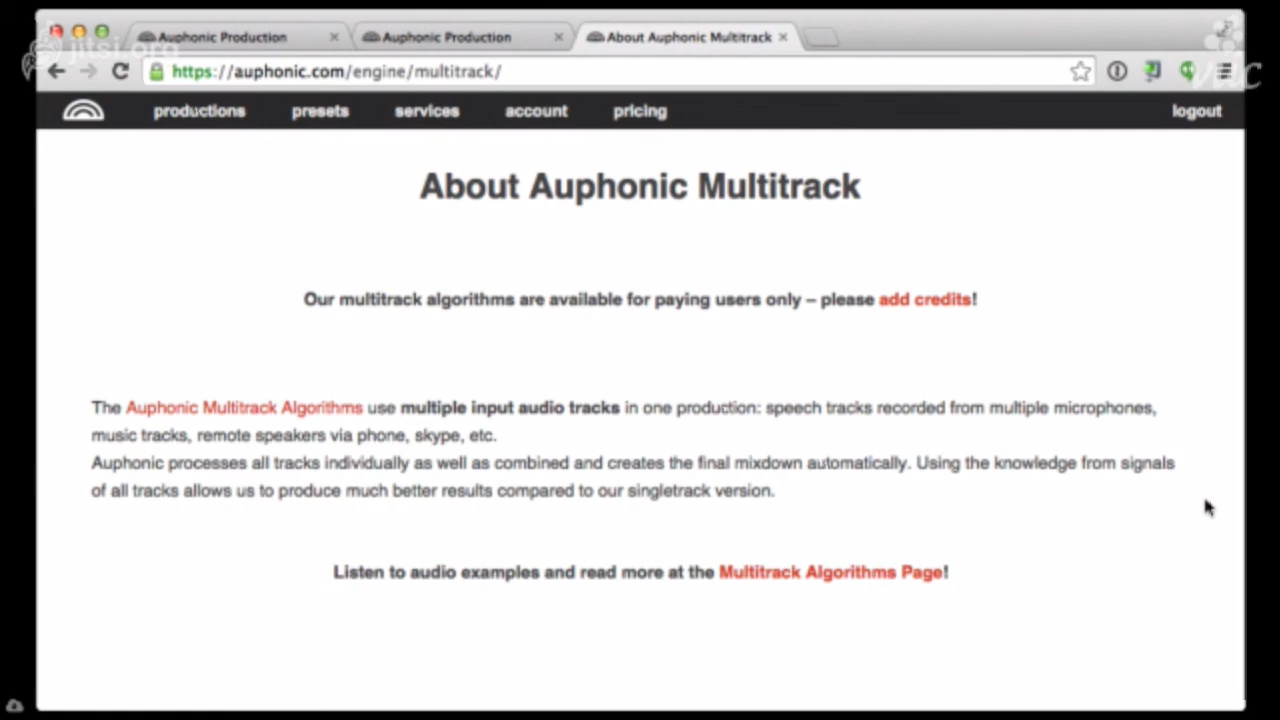 Auphonic Production
Auphonic Production
About Auphonic Multitrack
jitsi.org
https://auphonic.com/engine/multitrack/
vuc
productions presets services account pricing logout
About Auphonic Multitrack
Our multitrack algorithms are available for paying users only – please add credits!
The Auphonic Multitrack Algorithms use multiple input audio tracks in one production: speech tracks recorded from multiple microphones,
music tracks, remote speakers via phone, skype, etc.
Auphonic processes all tracks individually as well as combined and creates the final mixdown automatically. Using the knowledge from signals
of all tracks allows us to produce much better results compared to our singletrack version.
Listen to audio examples and read more at the Multitrack Algorithms Page!